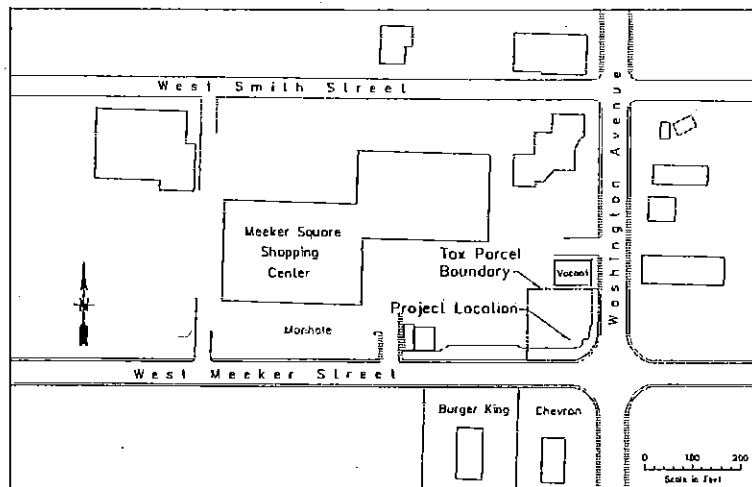 West Smith Street
Washington Avenue
Meeker Square
Shopping
Center
Tax Parcel
Boundary
Vacant
Project Location
Manhole
West Meeker Street
Burger King
Chevron
0 100 200
Scale in Feet